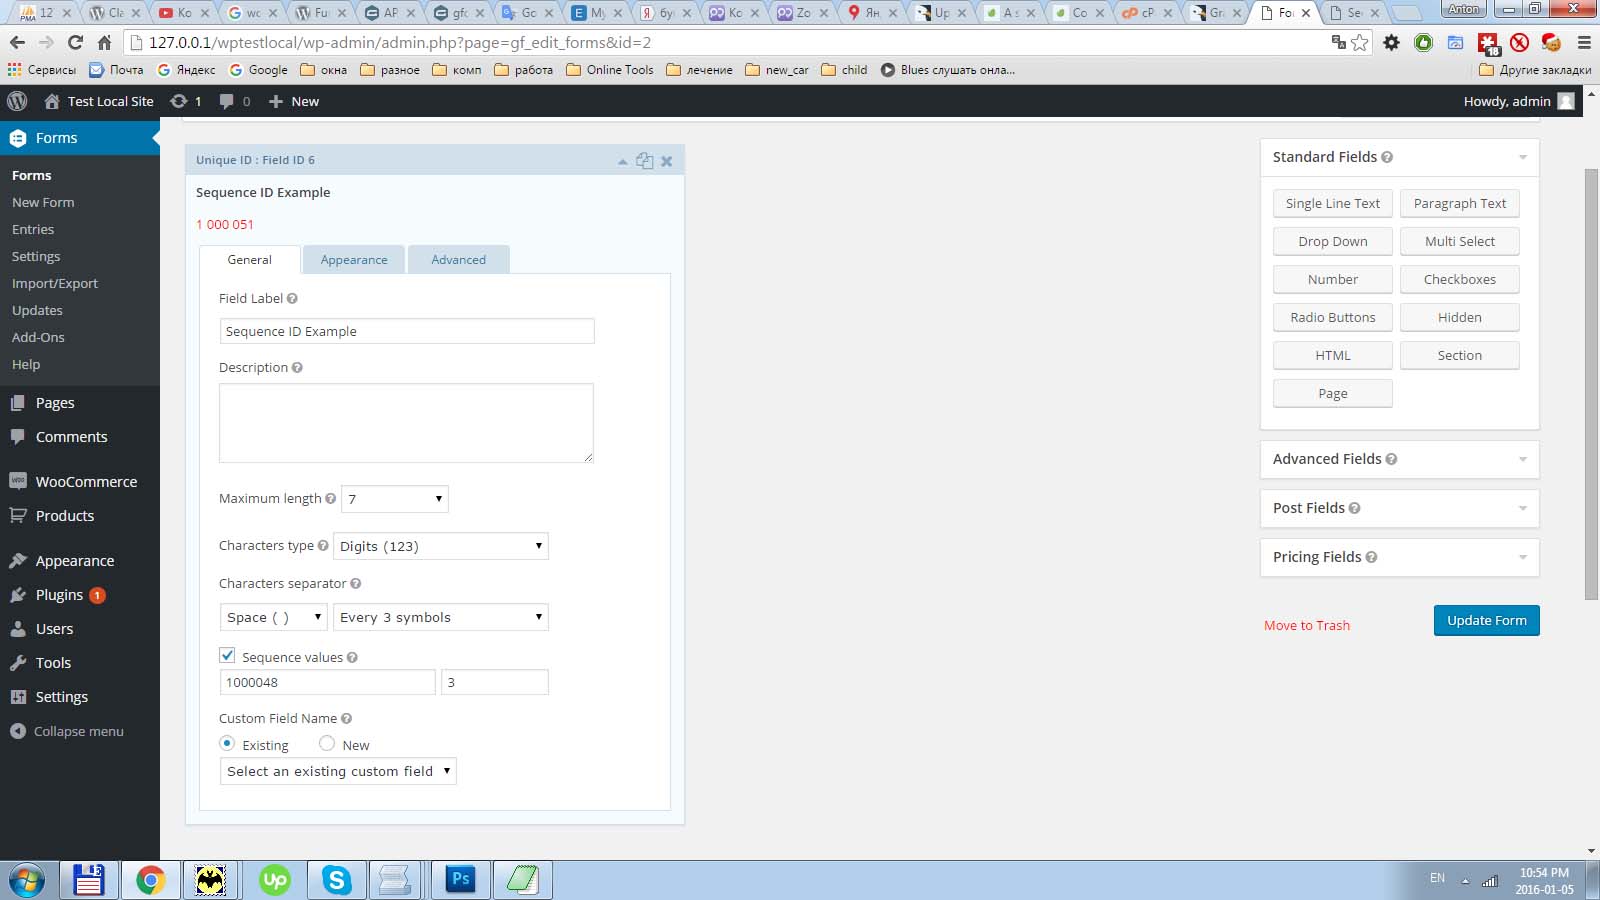 12
Cla
Ko
wo
Fu
AP
gfc
Go
My
бу
Ko
Zo
Ян
Up
A s
Co
cP
Gra
Fo
Se
Anton
127.0.0.1/wptestlocal/wp-admin/admin.php?page=gf_edit_forms&id=2
18
Сервисы
Почта
Яндекс
Google
окна
разное
комп
работа
Online Tools
лечение
new_car
child
Blues слушать онла...
Другие закладки
Test Local Site
1
0
New
Howdy, admin
Forms
Forms
New Form
Entries
Settings
Import/Export
Updates
Add-Ons
Help
Pages
Comments
WooCommerce
Products
Appearance
Plugins 1
Users
Tools
Settings
Collapse menu
Unique ID : Field ID 6
Sequence ID Example
1 000 051
General
Appearance
Advanced
Field Label
Sequence ID Example
Description
Maximum length
7
Characters type
Digits (123)
Characters separator
Space ( )
Every 3 symbols
Sequence values
1000048
3
Custom Field Name
Existing
New
Select an existing custom field
Standard Fields
Single Line Text
Paragraph Text
Drop Down
Multi Select
Number
Checkboxes
Radio Buttons
Hidden
HTML
Section
Page
Advanced Fields
Post Fields
Pricing Fields
Move to Trash
Update Form
Up
S
Ps
EN
10:54 PM
2016-01-05